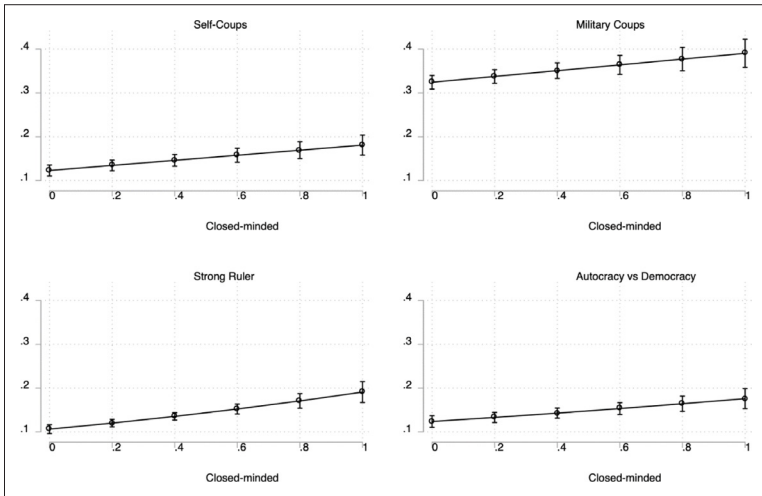 Self-Coups
.4
.3
.2
.1
0 .2 .4 .6 .8 1
Closed-minded
Military Coups
.4
.3
.2
.1
0 .2 .4 .6 .8 1
Closed-minded
Strong Ruler
.4
.3
.2
.1
0 .2 .4 .6 .8 1
Closed-minded
Autocracy vs Democracy
.4
.3
.2
.1
0 .2 .4 .6 .8 1
Closed-minded